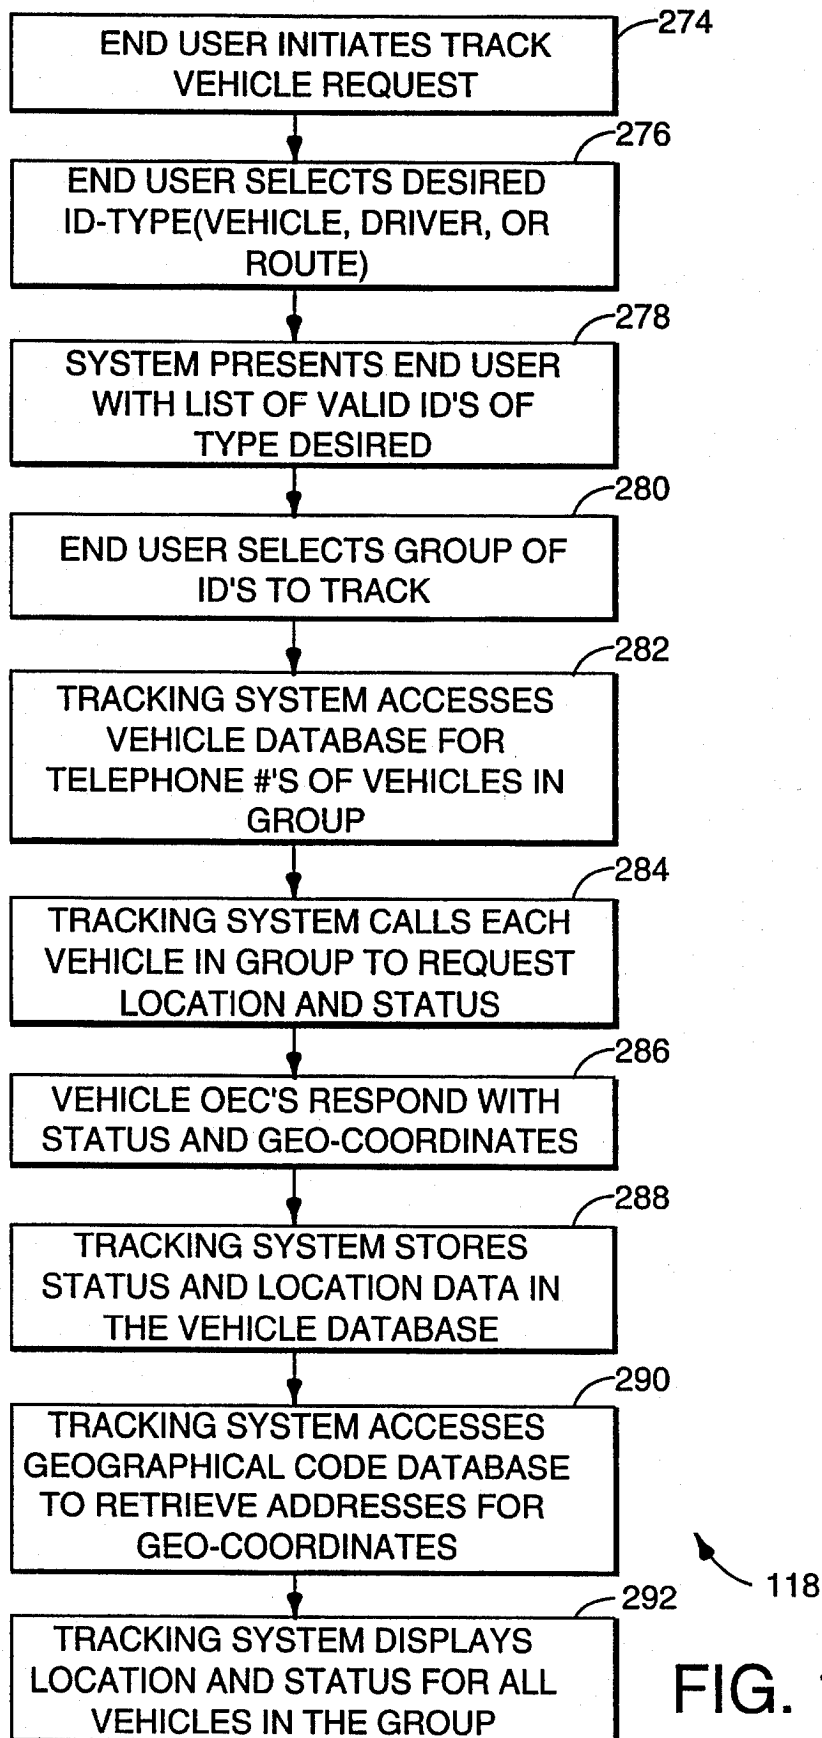 274
END USER INITIATES TRACK
VEHICLE REQUEST
276
END USER SELECTS DESIRED
ID-TYPE(VEHICLE, DRIVER, OR
ROUTE)
278
SYSTEM PRESENTS END USER
WITH LIST OF VALID ID'S OF
TYPE DESIRED
280
END USER SELECTS GROUP OF
ID'S TO TRACK
282
TRACKING SYSTEM ACCESSES
VEHICLE DATABASE FOR
TELEPHONE #'S OF VEHICLES IN
GROUP
284
TRACKING SYSTEM CALLS EACH
VEHICLE IN GROUP TO REQUEST
LOCATION AND STATUS
286
VEHICLE OEC'S RESPOND WITH
STATUS AND GEO-COORDINATES
288
TRACKING SYSTEM STORES
STATUS AND LOCATION DATA IN
THE VEHICLE DATABASE
290
TRACKING SYSTEM ACCESSES
GEOGRAPHICAL CODE DATABASE
TO RETRIEVE ADDRESSES FOR
GEO-COORDINATES
118
292
TRACKING SYSTEM DISPLAYS
LOCATION AND STATUS FOR ALL
VEHICLES IN THE GROUP
FIG.